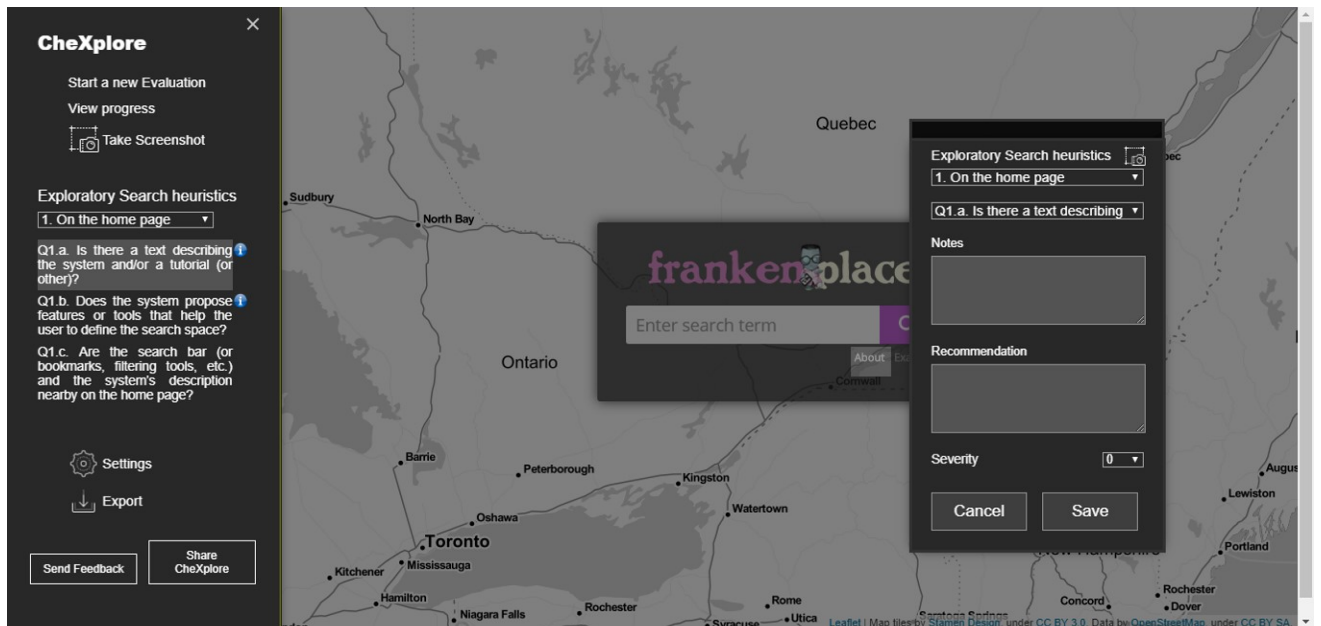 CheXplore
Start a new Evaluation
View progress
Take Screenshot
Exploratory Search heuristics
1. On the home page
Q1.a. Is there a text describing
the system and/or a tutorial (or
other)?
Q1.b. Does the system propose
features or tools that help the
user to define the search space?
Q1.c. Are the search bar (or
bookmarks, filtering tools, etc.)
and the system's description
nearby on the home page?
Settings
Export
Send Feedback
Share
CheXplore
Quebec
Sudbury
North Bay
frankenplace
Enter search term
About
Ontario
Cornwall
Barrie
Peterborough
Kingston
Watertown
Oshawa
Toronto
Mississauga
Kitchener
Hamilton
Niagara Falls
Rochester
Rome
Utica
Syracuse
Saratoga Springs
Exploratory Search heuristics
1. On the home page
Q1.a. Is there a text describing
Notes
Recommendation
Severity
0
Cancel
Save
Lewiston
Portland
New Hampshire
Rochester
Concord
Dover
Leaflet | Map tiles by Stamen Design, under CC BY 3.0. Data by OpenStreetMap, under CC BY SA.